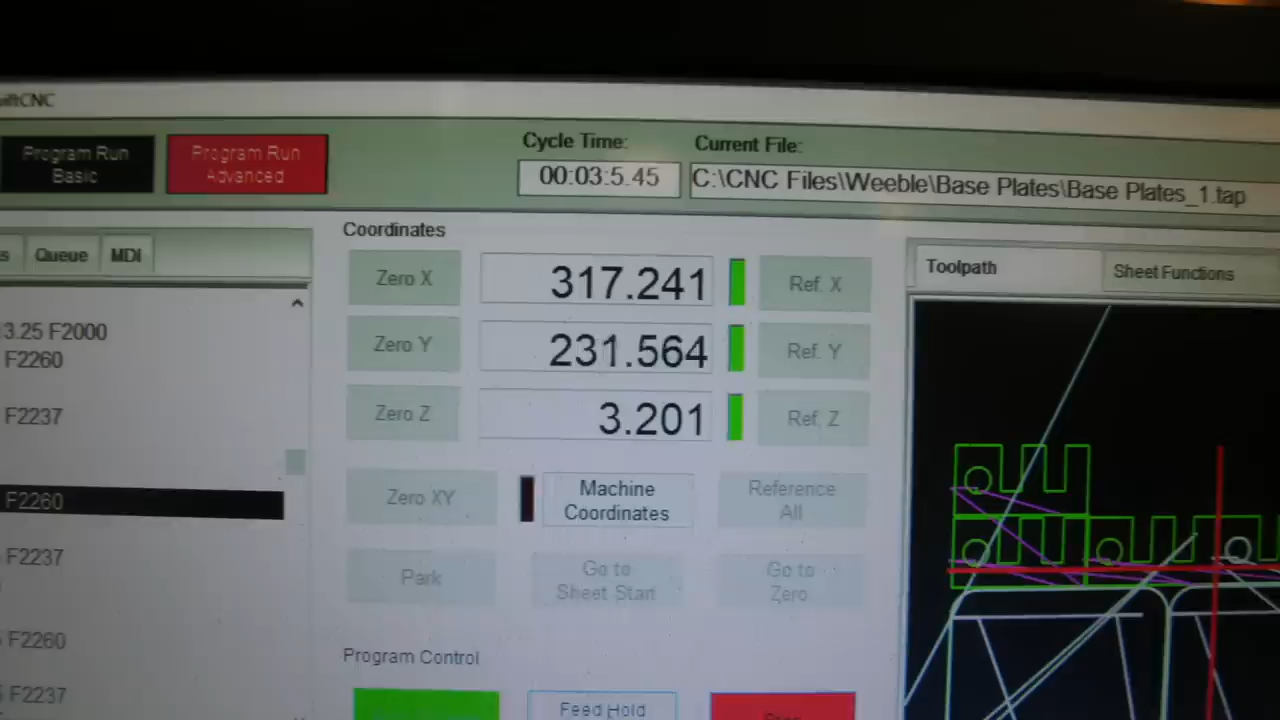 Program Run
Basic
Program Run
Advanced
Cycle Time:
00:03:5.45
Current File:
C:\CNC Files\Weeble\Base Plates\Base Plates_1.tap
Queue
MDI
Coordinates
Zero X
317.241
Ref. X
Zero Y
231.564
Ref. Y
Zero Z
3.201
Ref. Z
Zero XY
Machine
Coordinates
Reference
All
Park
Go to
Sheet Start
Go to
Zero
Program Control
Feed Hold
3.25 F2000
F2260
F2237
F2260
F2237
F2260
F2237
Toolpath
Sheet Functions